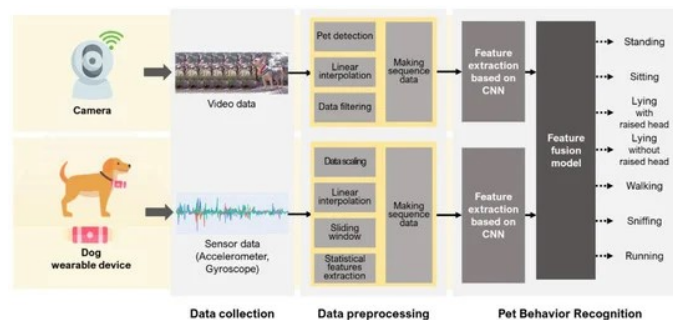 Camera
Video data
Pet detection
Linear
interpolation
Data filtering
Making
sequence
data
Feature
extraction
based on
CNN
Dog
wearable device
Sensor data
(Accelerometer,
Gyroscope)
Data scaling
Linear
interpolation
Sliding
window
Statistical
features
extraction
Making
sequence
data
Feature
extraction
based on
CNN
Feature
fusion
model
Standing
Sitting
Lying
with
raised head
Lying
without
raised head
Walking
Sniffing
Running
Data collection
Data preprocessing
Pet Behavior Recognition